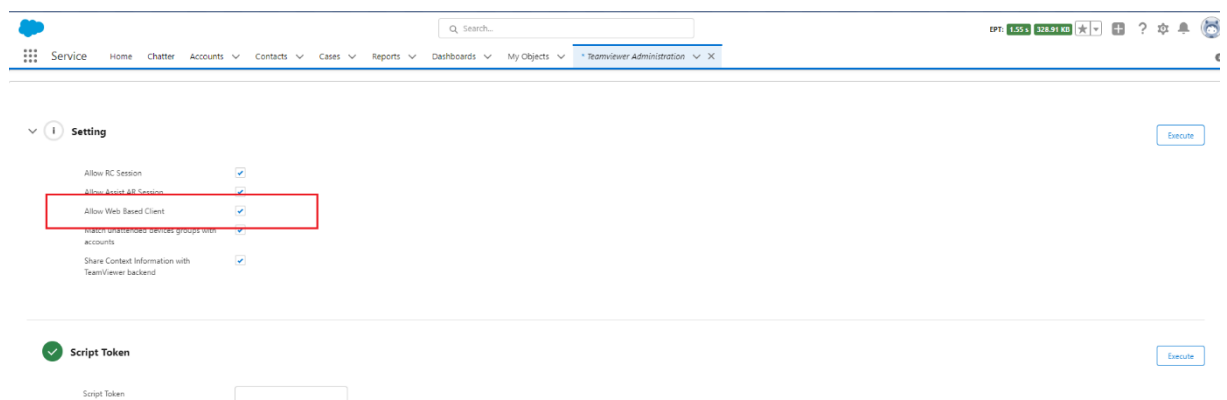 Search...
EPT: 1.55 s 328.91 KB
Service Home Chatter Accounts Contacts Cases Reports Dashboards My Objects * Teamviewer Administration
Setting
Execute
Allow RC Session
Allow Assist AR Session
Allow Web Based Client
Match unattended devices groups with
accounts
Share Context Information with
TeamViewer backend
Script Token
Execute
Script Token